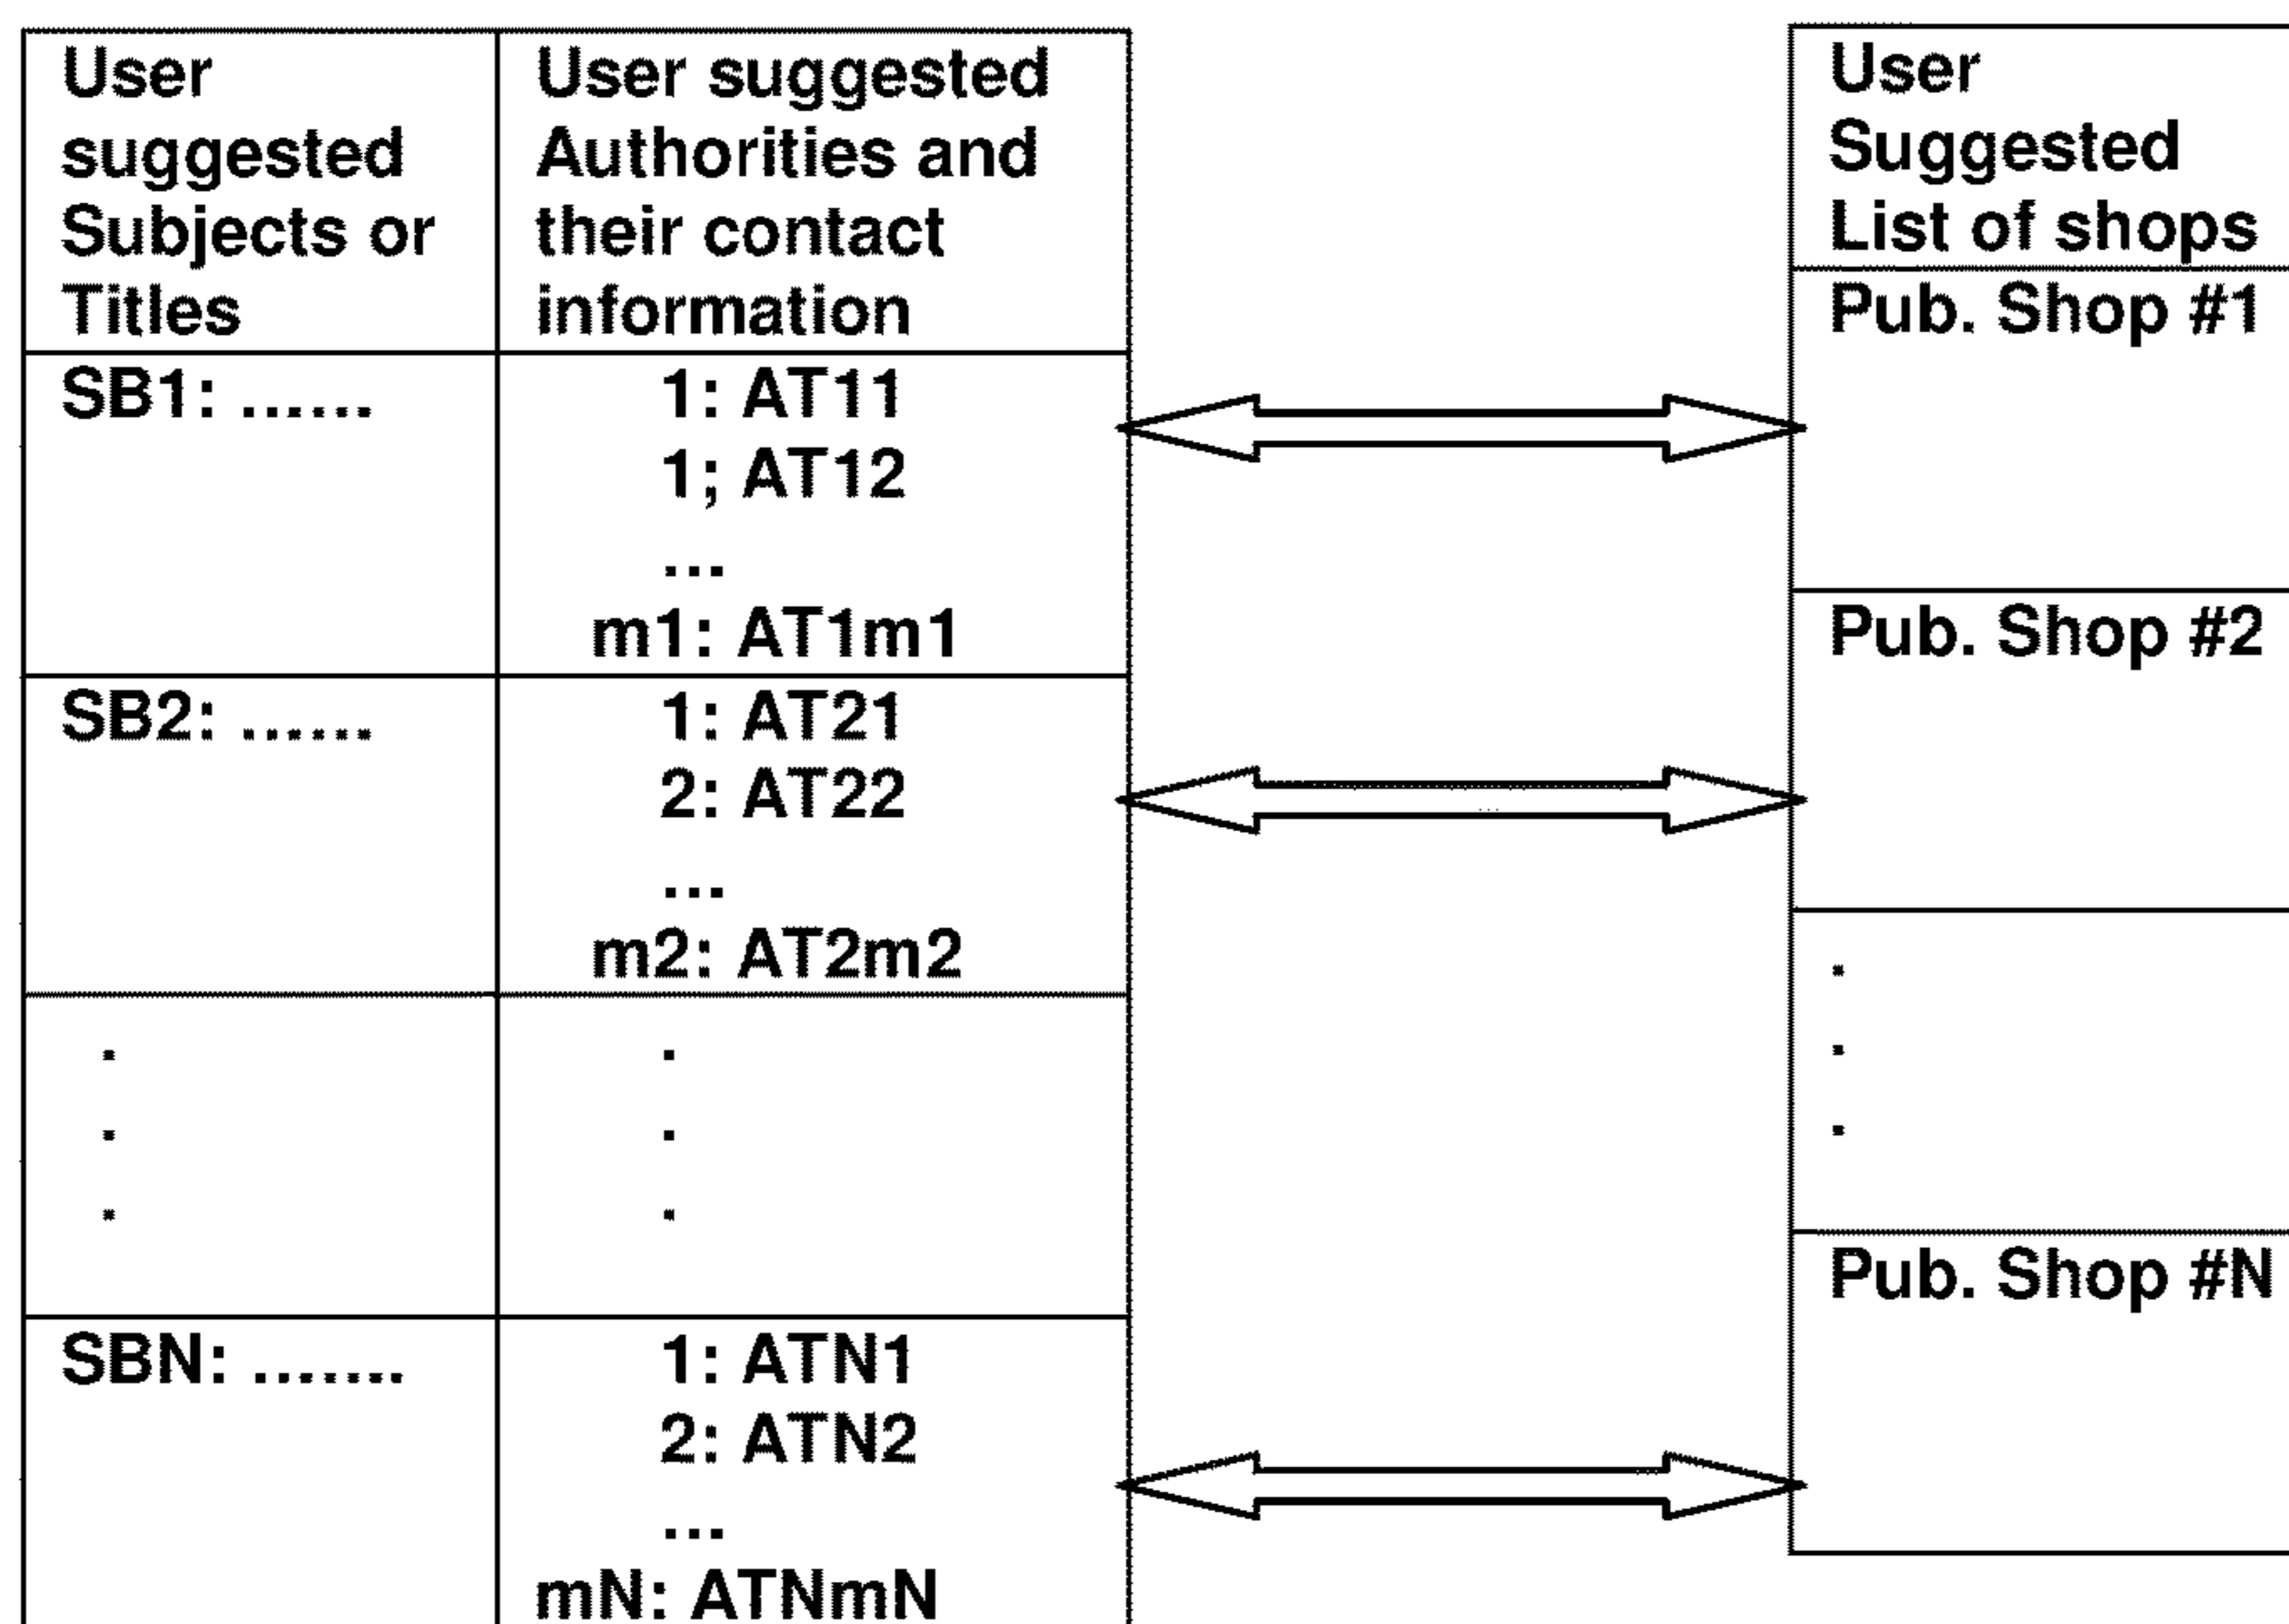 User
suggested
Subjects or
Titles
User suggested
Authorities and
their contact
information
SB1: ......
1: AT11
1; AT12
...
m1: AT1m1
SB2: ......
1: AT21
2: AT22
...
m2: AT2m2
.
.
.
.
.
.
SBN: .......
1: ATN1
2: ATN2
...
mN: ATNmN
User
Suggested
List of shops
Pub. Shop #1
Pub. Shop #2
.
.
.
Pub. Shop #N